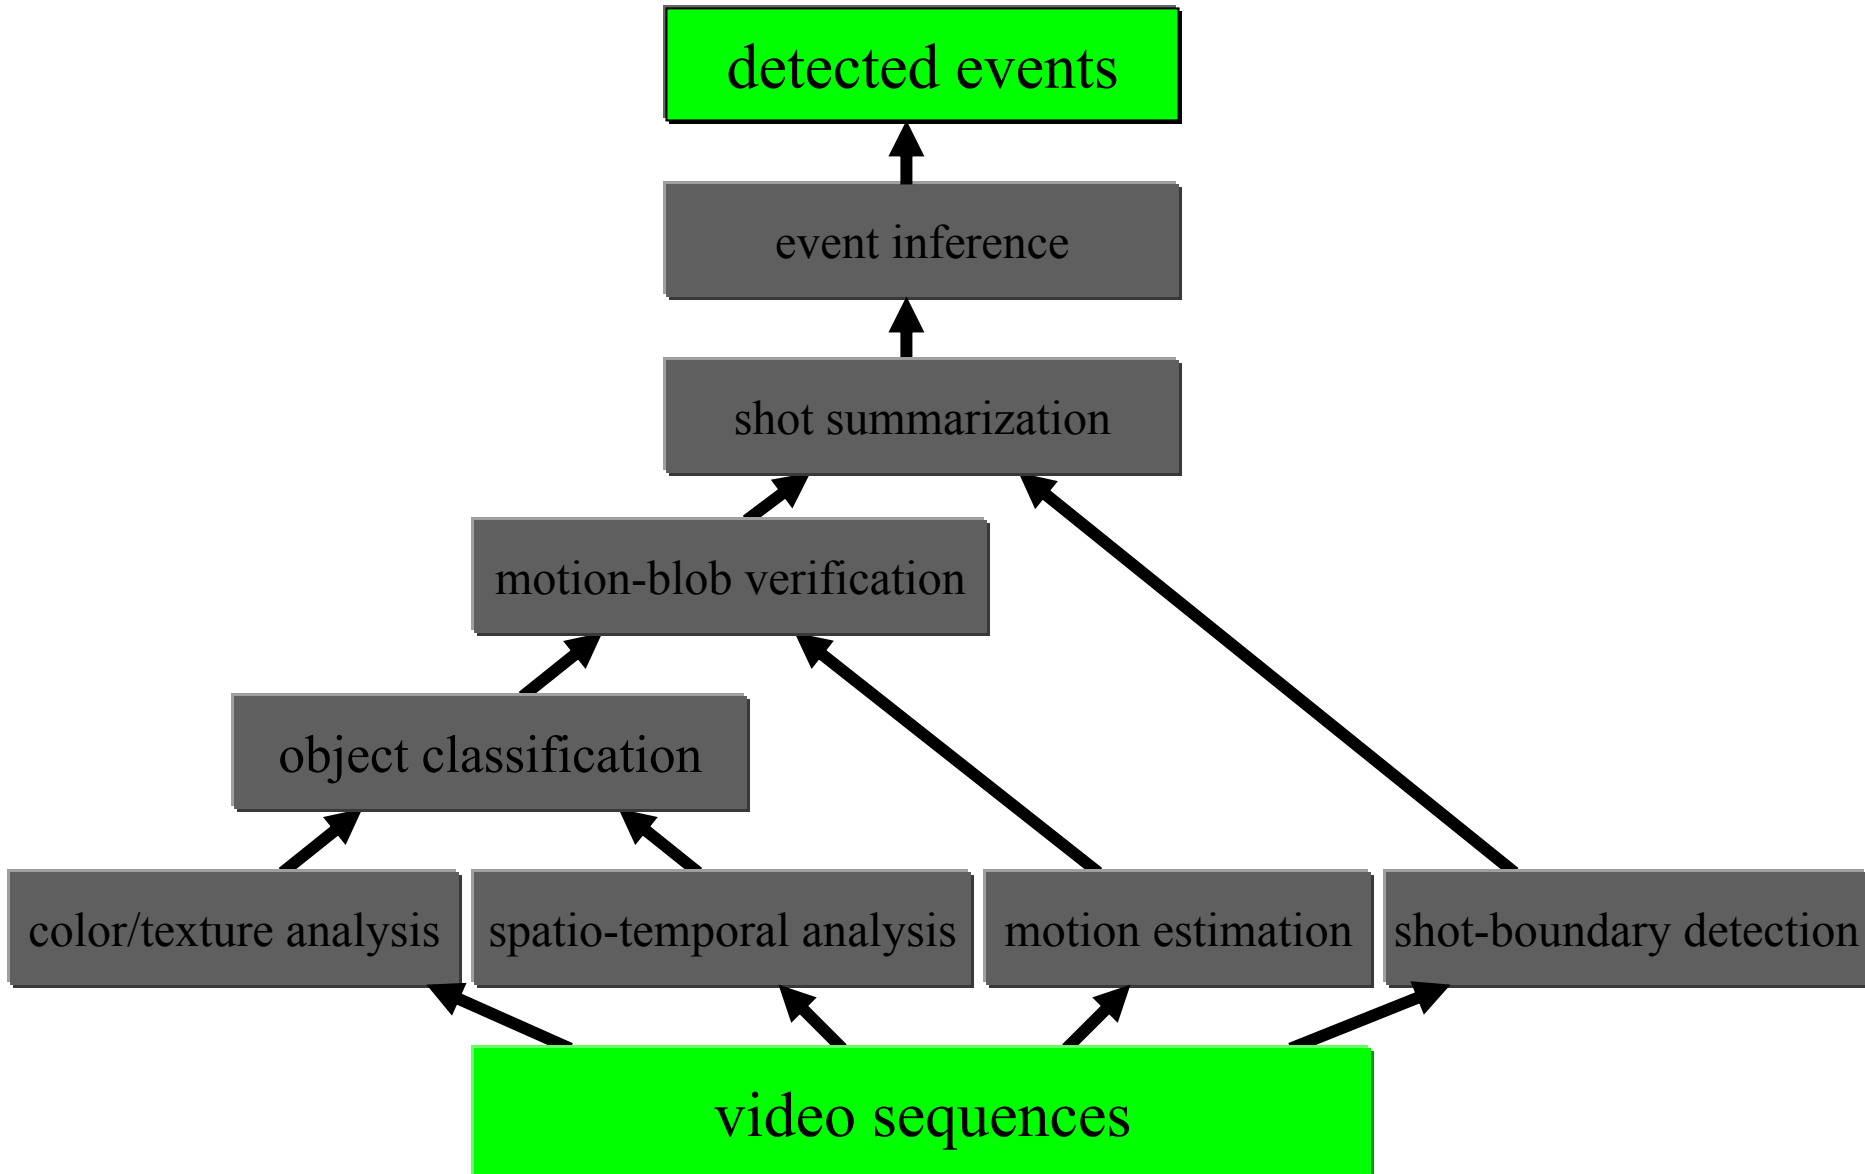 detected events
event inference
shot summarization
motion-blob verification
object classification
color/texture analysis
spatio-temporal analysis
motion estimation
shot-boundary detection
video sequences